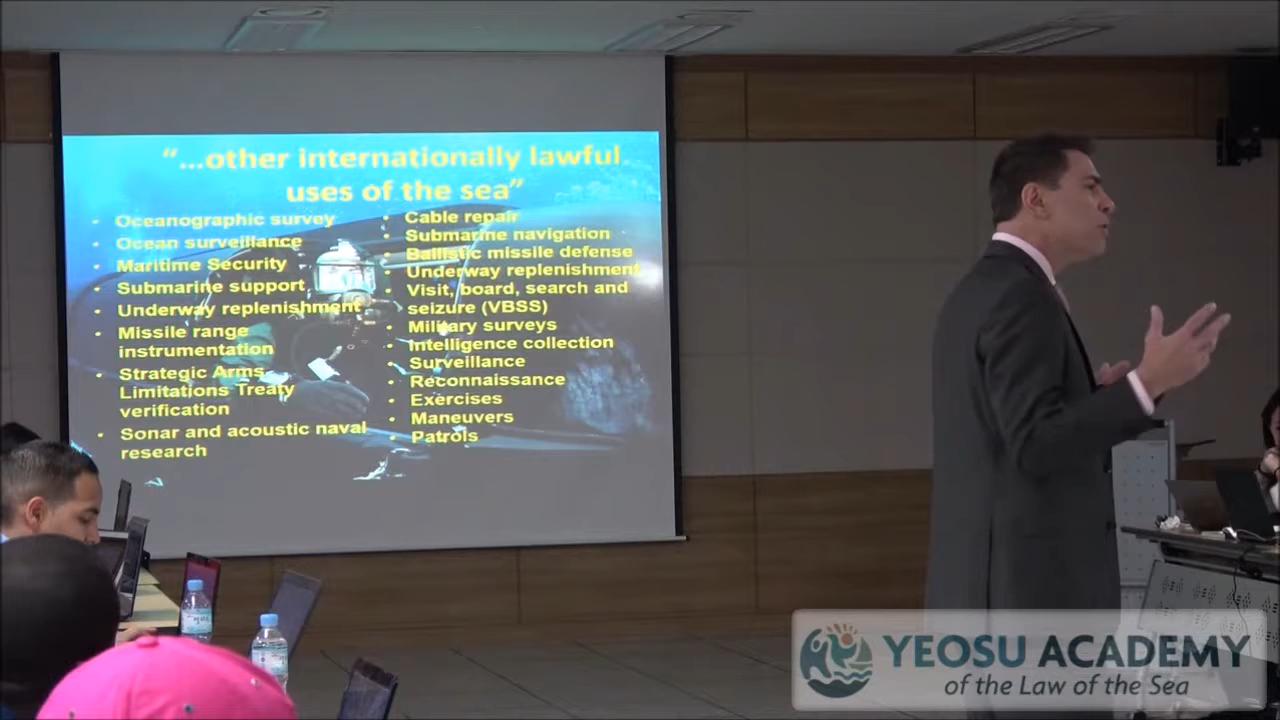 “...other internationally lawful
uses of the sea”
• Oceanographic survey
• Ocean surveillance
• Maritime Security
• Submarine support
• Underway replenishment
• Missile range
instrumentation
• Strategic Arms
Limitations Treaty
verification
• Sonar and acoustic naval
research
• Cable repair
• Submarine navigation
• Ballistic missile defense
• Underway replenishment
• Visit, board, search and
seizure (VBSS)
• Military surveys
• Intelligence collection
• Surveillance
• Reconnaissance
• Exercises
• Maneuvers
• Patrols
YEOSU ACADEMY
of the Law of the Sea